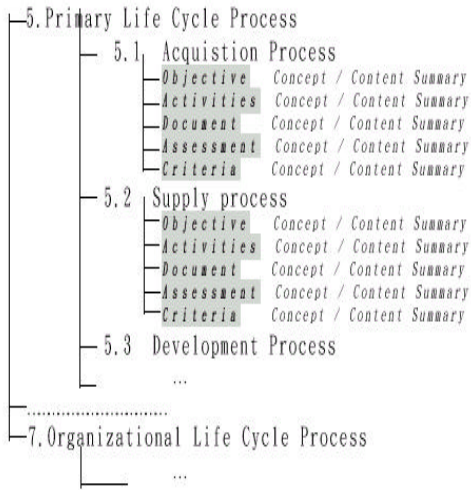 5.Primary Life Cycle Process
5.1 Acquistion Process
Objective Concept / Content Summary
Activities Concept / Content Summary
Document Concept / Content Summary
Assessment Concept / Content Summary
Criteria Concept / Content Summary
5.2 Supply process
Objective Concept / Content Summary
Activities Concept / Content Summary
Document Concept / Content Summary
Assessment Concept / Content Summary
Criteria Concept / Content Summary
5.3 Development Process
...
..............................
7.Organizational Life Cycle Process
...